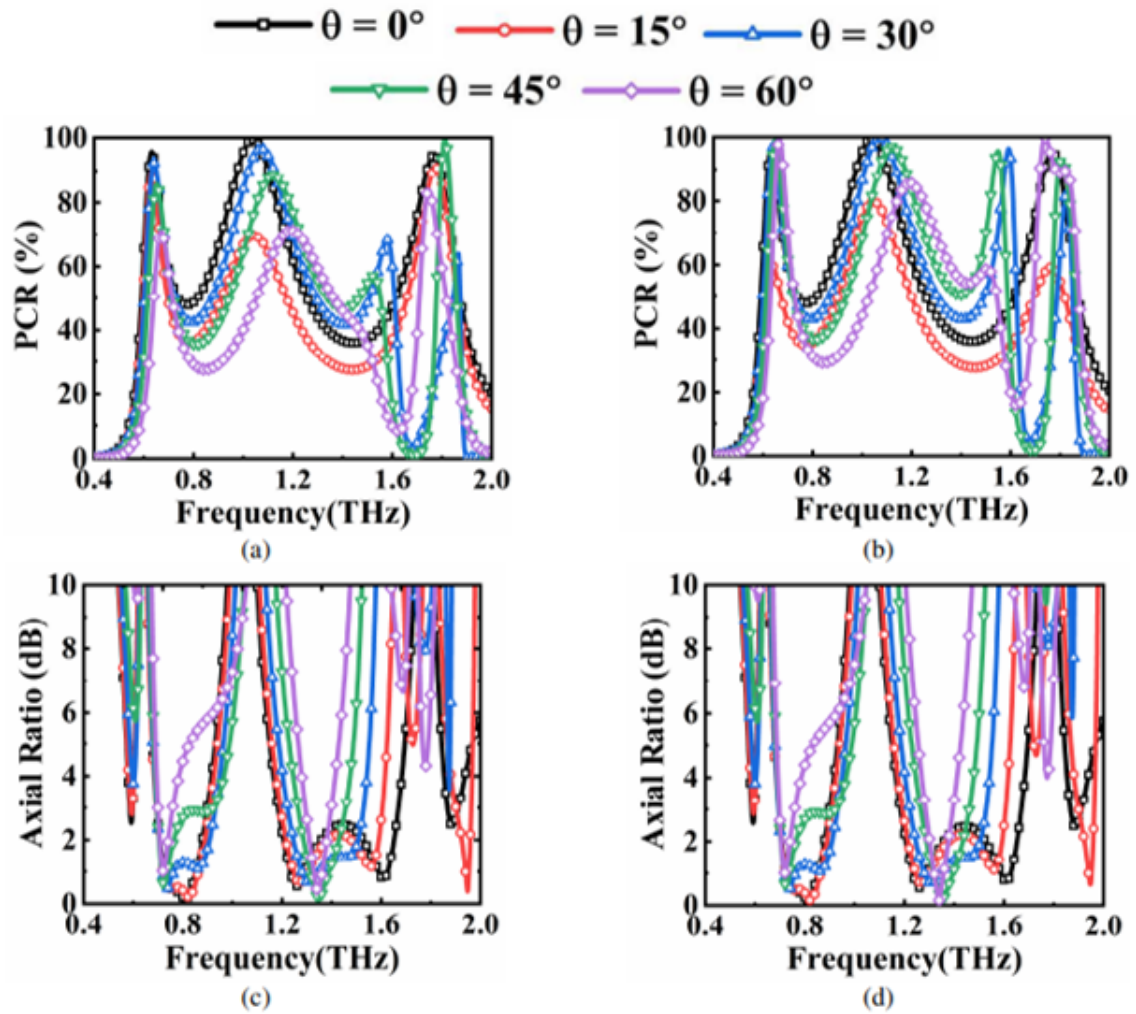 θ = 0° θ = 15° θ = 30°
θ = 45° θ = 60°
100
80
60
40
20
0
PCR (%)
0.4 0.8 1.2 1.6 2.0
Frequency(THz)
(a)
100
80
60
40
20
0
PCR (%)
0.4 0.8 1.2 1.6 2.0
Frequency(THz)
(b)
10
8
6
4
2
0
Axial Ratio (dB)
0.4 0.8 1.2 1.6 2.0
Frequency(THz)
(c)
10
8
6
4
2
0
Axial Ratio (dB)
0.4 0.8 1.2 1.6 2.0
Frequency(THz)
(d)